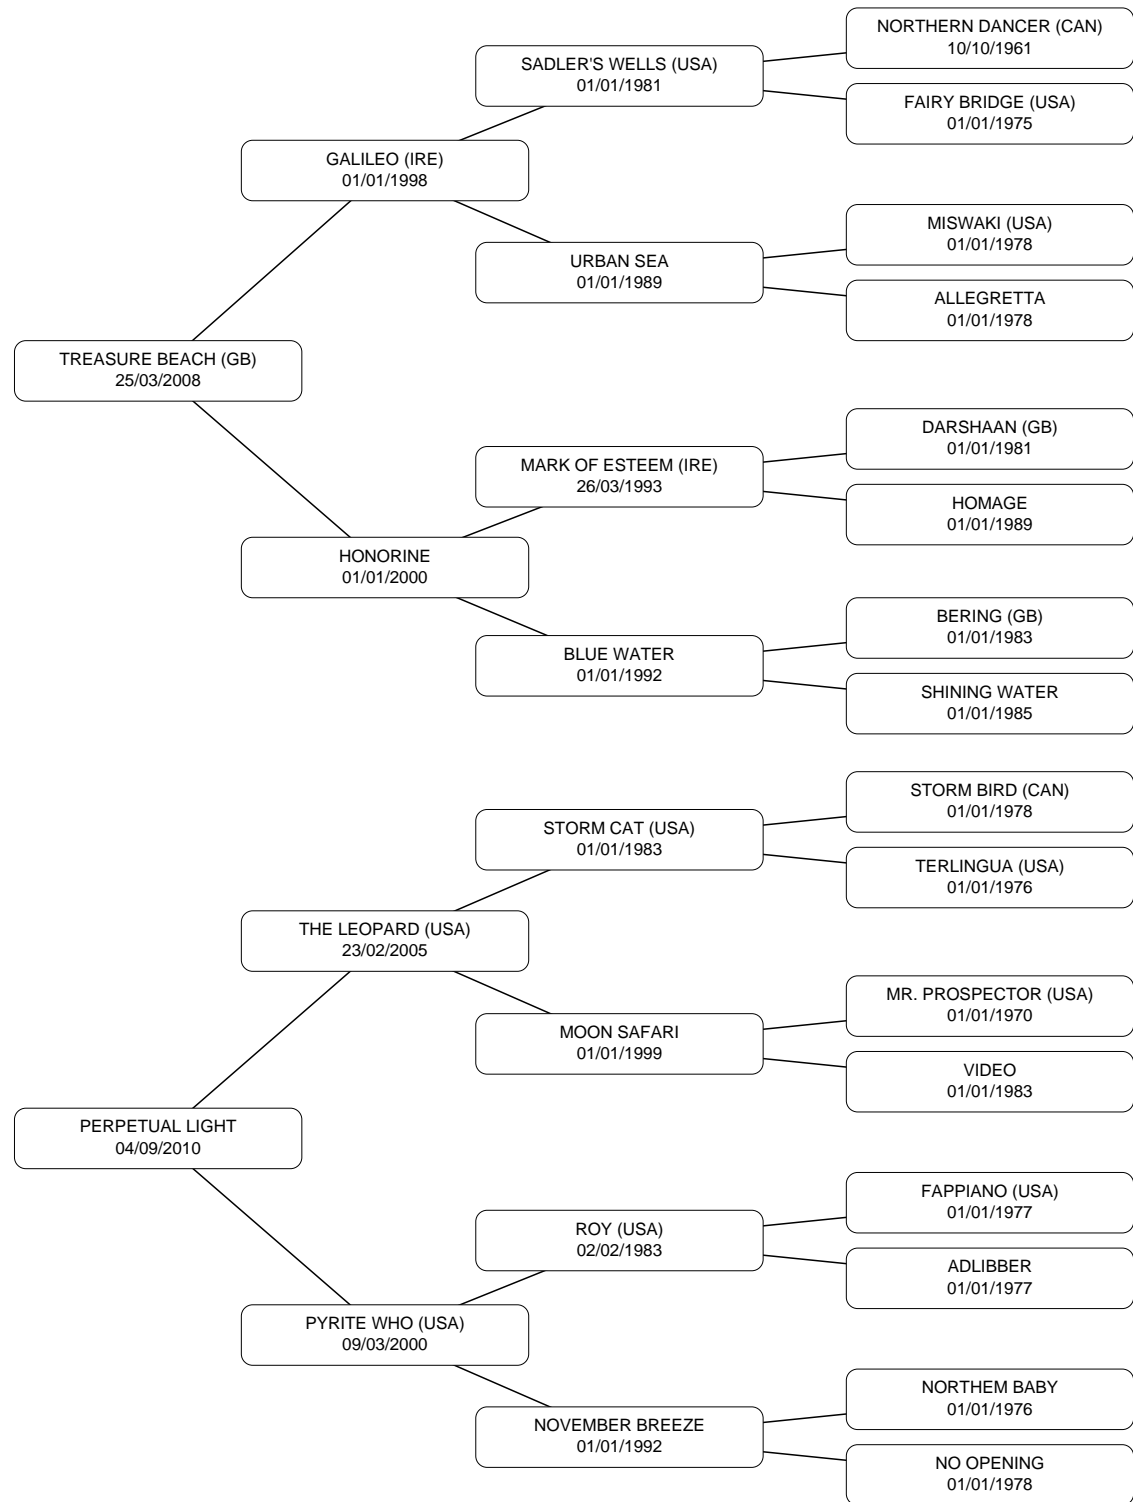 NORTHERN DANCER (CAN)
10/10/1961
SADLER'S WELLS (USA)
01/01/1981
FAIRY BRIDGE (USA)
01/01/1975
GALILEO (IRE)
01/01/1998
MISWAKI (USA)
01/01/1978
URBAN SEA
01/01/1989
ALLEGRETTA
01/01/1978
TREASURE BEACH (GB)
25/03/2008
DARSHAAN (GB)
01/01/1981
MARK OF ESTEEM (IRE)
26/03/1993
HOMAGE
01/01/1989
HONORINE
01/01/2000
BERING (GB)
01/01/1983
BLUE WATER
01/01/1992
SHINING WATER
01/01/1985
STORM BIRD (CAN)
01/01/1978
STORM CAT (USA)
01/01/1983
TERLINGUA (USA)
01/01/1976
THE LEOPARD (USA)
23/02/2005
MR. PROSPECTOR (USA)
01/01/1970
MOON SAFARI
01/01/1999
VIDEO
01/01/1983
PERPETUAL LIGHT
04/09/2010
FAPPIANO (USA)
01/01/1977
ROY (USA)
02/02/1983
ADLIBBER
01/01/1977
PYRITE WHO (USA)
09/03/2000
NORTHEM BABY
01/01/1976
NOVEMBER BREEZE
01/01/1992
NO OPENING
01/01/1978